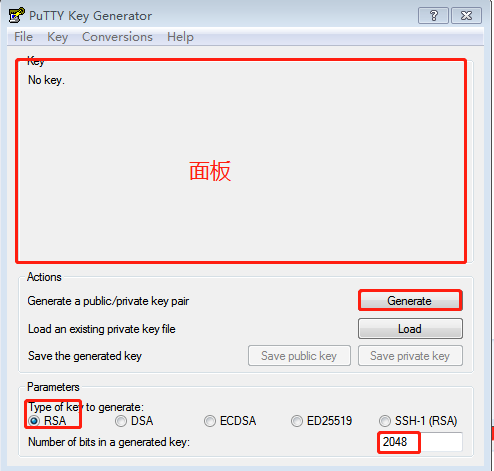 PuTTY Key Generator
File Key Conversions Help
Key
No key.
面板
Actions
Generate a public/private key pair
Generate
Load an existing private key file
Load
Save the generated key
Save public key
Save private key
Parameters
Type of key to generate:
RSA DSA ECDSA ED25519 SSH-1 (RSA)
Number of bits in a generated key:
2048